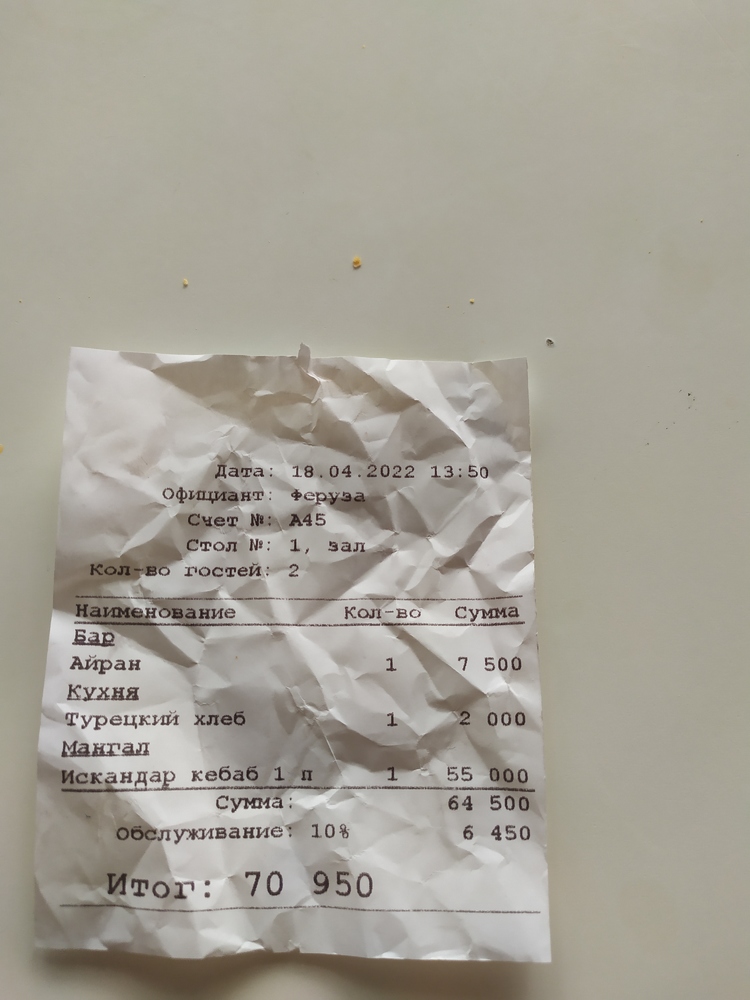 Дата: 18.04.2022 13:50
Официант: Феруза
Счет №: A45
Стол №: 1, зал
Кол-во гостей: 2
Наименование Кол-во Сумма
Бар
Айран 1 7 500
Кухня
Турецкий хлеб 1 2 000
Мангал
Искандар кебаб 1 п 1 55 000
Сумма: 64 500
Обслуживание: 10% 6 450
Итог: 70 950